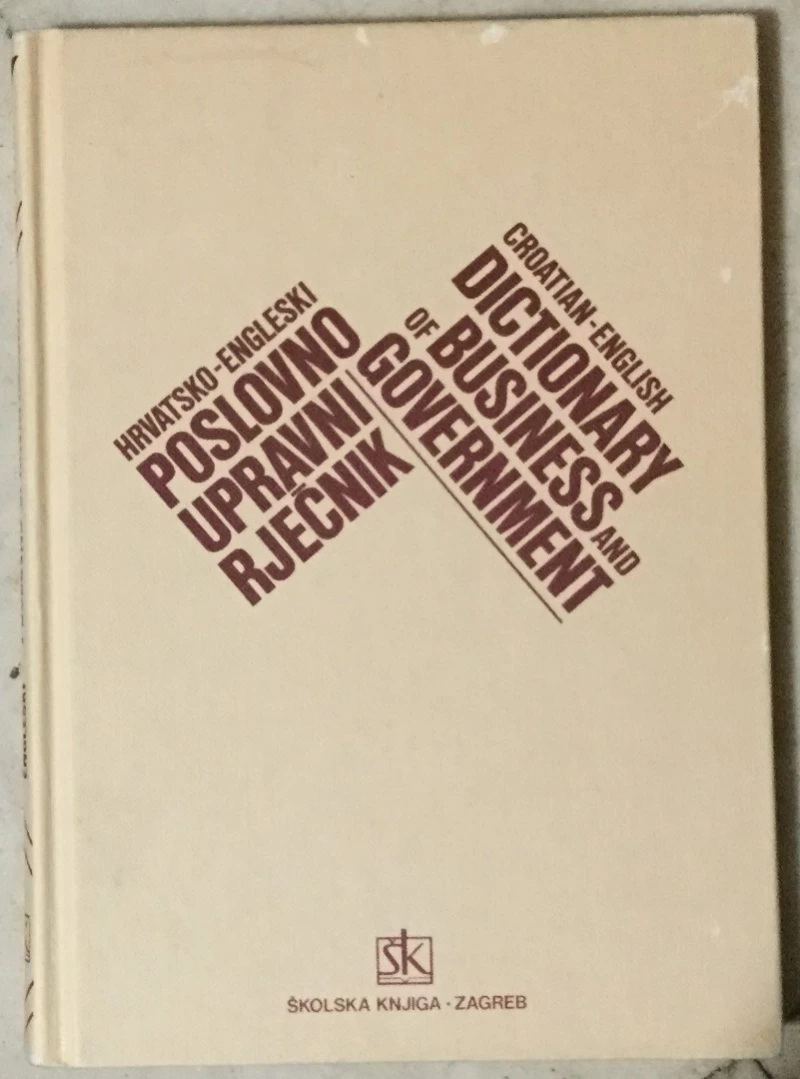 HRVATSKO-ENGLESKI
POSLOVNO
UPRAVNI
RJEČNIK
CROATIAN-ENGLISH
DICTIONARY
OF BUSINESS AND
GOVERNMENT
ŠK
ŠKOLSKA KNJIGA · ZAGREB